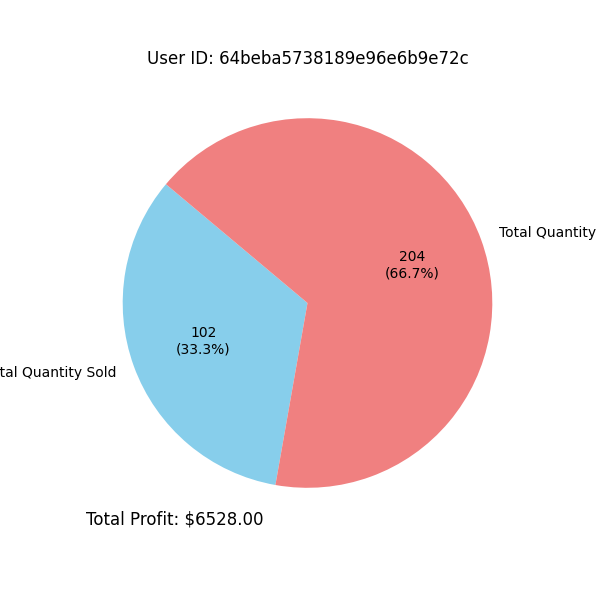 User ID: 64beba5738189e96e6b9e72c
Total Quantity
204
(66.7%)
102
(33.3%)
tal Quantity Sold
Total Profit: $6528.00